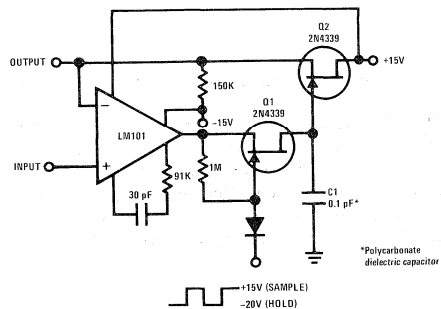 Q2
2N4339
OUTPUT
+15V
150K
Q1
2N4339
−
LM101
−15V
INPUT
+
91K
1M
30 pF
C1
0.1 pF*
*Polycarbonate
dielectric capacitor
+15V (SAMPLE)
−20V (HOLD)